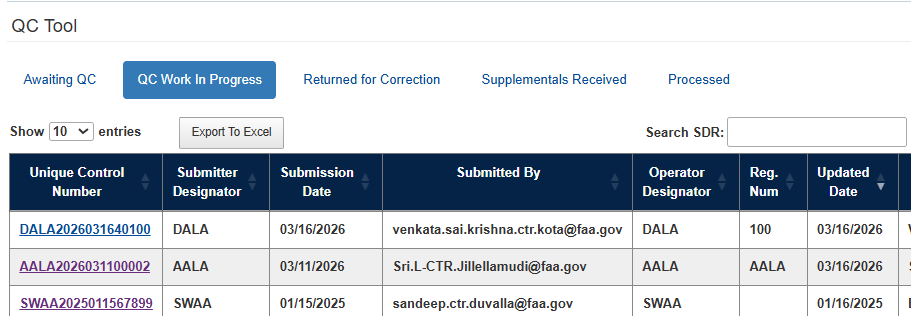 QC Tool
Awaiting QC QC Work In Progress Returned for Correction Supplementals Received Processed
Show 10 entries Export To Excel Search SDR:
Unique Control Number Submitter Designator Submission Date Submitted By Operator Designator Reg. Num Updated Date
DALA2026031640100 DALA 03/16/2026 venkata.sai.krishna.ctr.kota@faa.gov DALA 100 03/16/2026
AALA2026031100002 AALA 03/11/2026 Sri.L-CTR.Jillellamudi@faa.gov AALA AALA 03/16/2026
SWAA2025011567899 SWAA 01/15/2025 sandeep.ctr.duvalla@faa.gov SWAA 01/16/2025